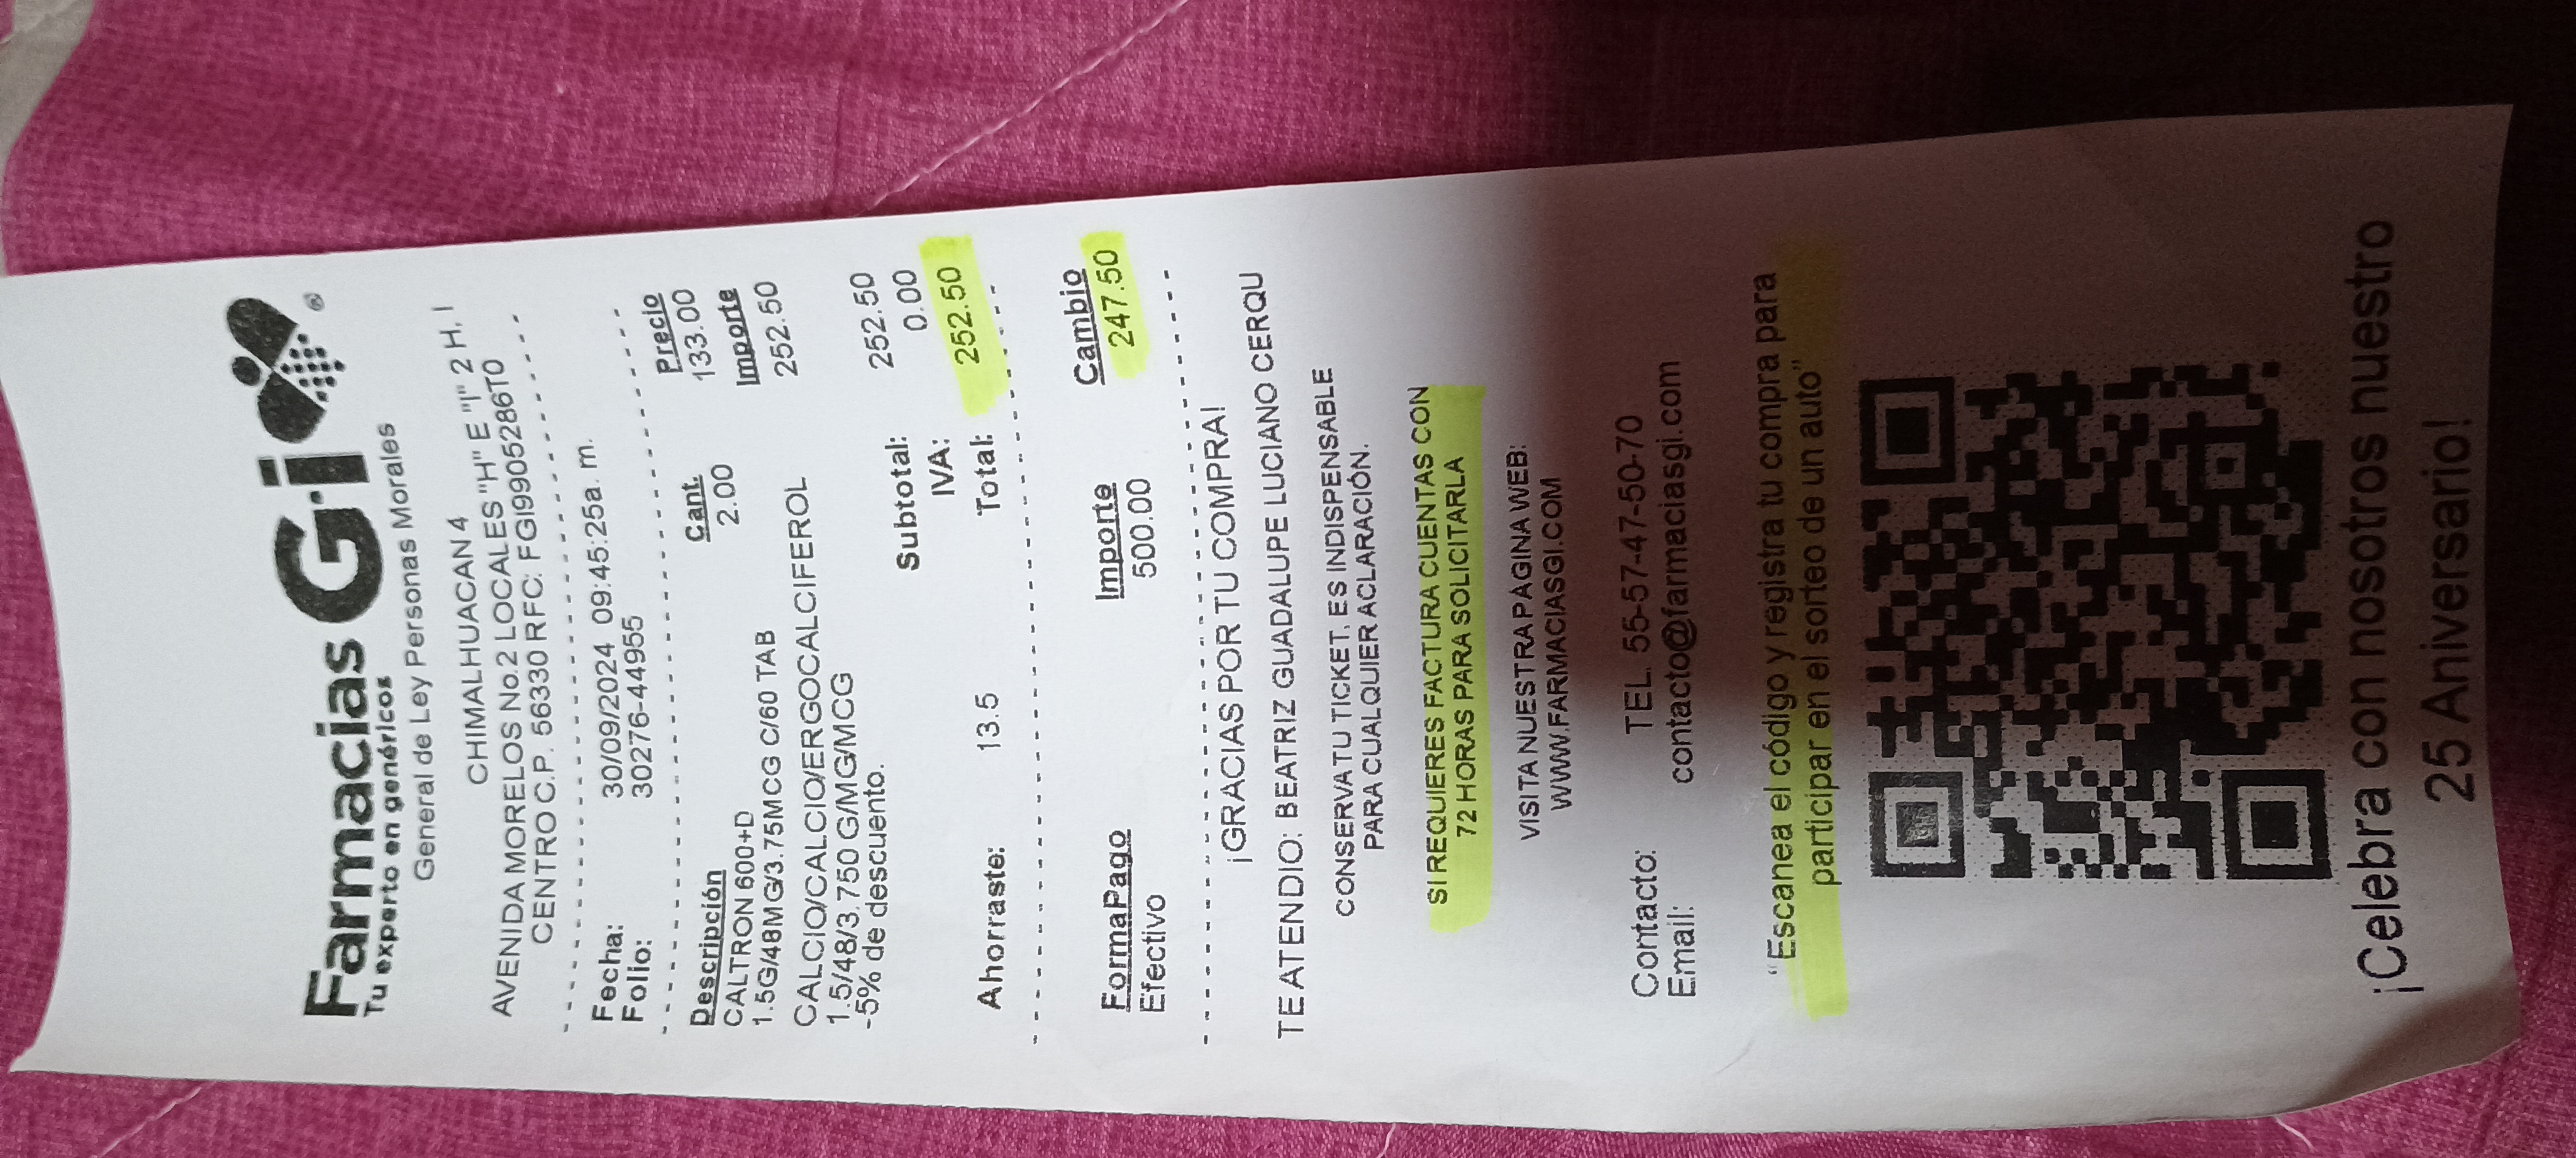 Farmacias G·i ®
Tu experto en genéricos
General de Ley Personas Morales
CHIMALHUACAN 4
AVENIDA MORELOS No.2 LOCALES "H" E "I" 2 H, I
CENTRO C.P. 56330 RFC: FGI9905286T0
Fecha: 30/09/2024 09:45:25a. m.
Folio: 30276-44955
Descripción Cant. Precio
CALTRON 600+D 2.00 133.00
1.5G/48MG/3.75MCG C/60 TAB Importe
CALCIO/CALCIO/ERGOCALCIFEROL 252.50
1.5/48/3.750 G/MG/MCG
-5% de descuento.
Subtotal: 252.50
IVA: 0.00
Ahorraste: 13.5 Total: 252.50
FormaPago Importe Cambio
Efectivo 500.00 247.50
¡GRACIAS POR TU COMPRA!
TE ATENDIO: BEATRIZ GUADALUPE LUCIANO CERQU
CONSERVA TU TICKET, ES INDISPENSABLE
PARA CUALQUIER ACLARACIÓN.
SI REQUIERES FACTURA CUENTAS CON
72 HORAS PARA SOLICITARLA
VISITA NUESTRA PAGINA WEB:
WWW.FARMACIASGI.COM
Contacto: TEL. 55-57-47-50-70
Email: contacto@farmaciasgi.com
"Escanea el código y registra tu compra para
participar en el sorteo de un auto"
¡Celebra con nosotros nuestro
25 Aniversario!